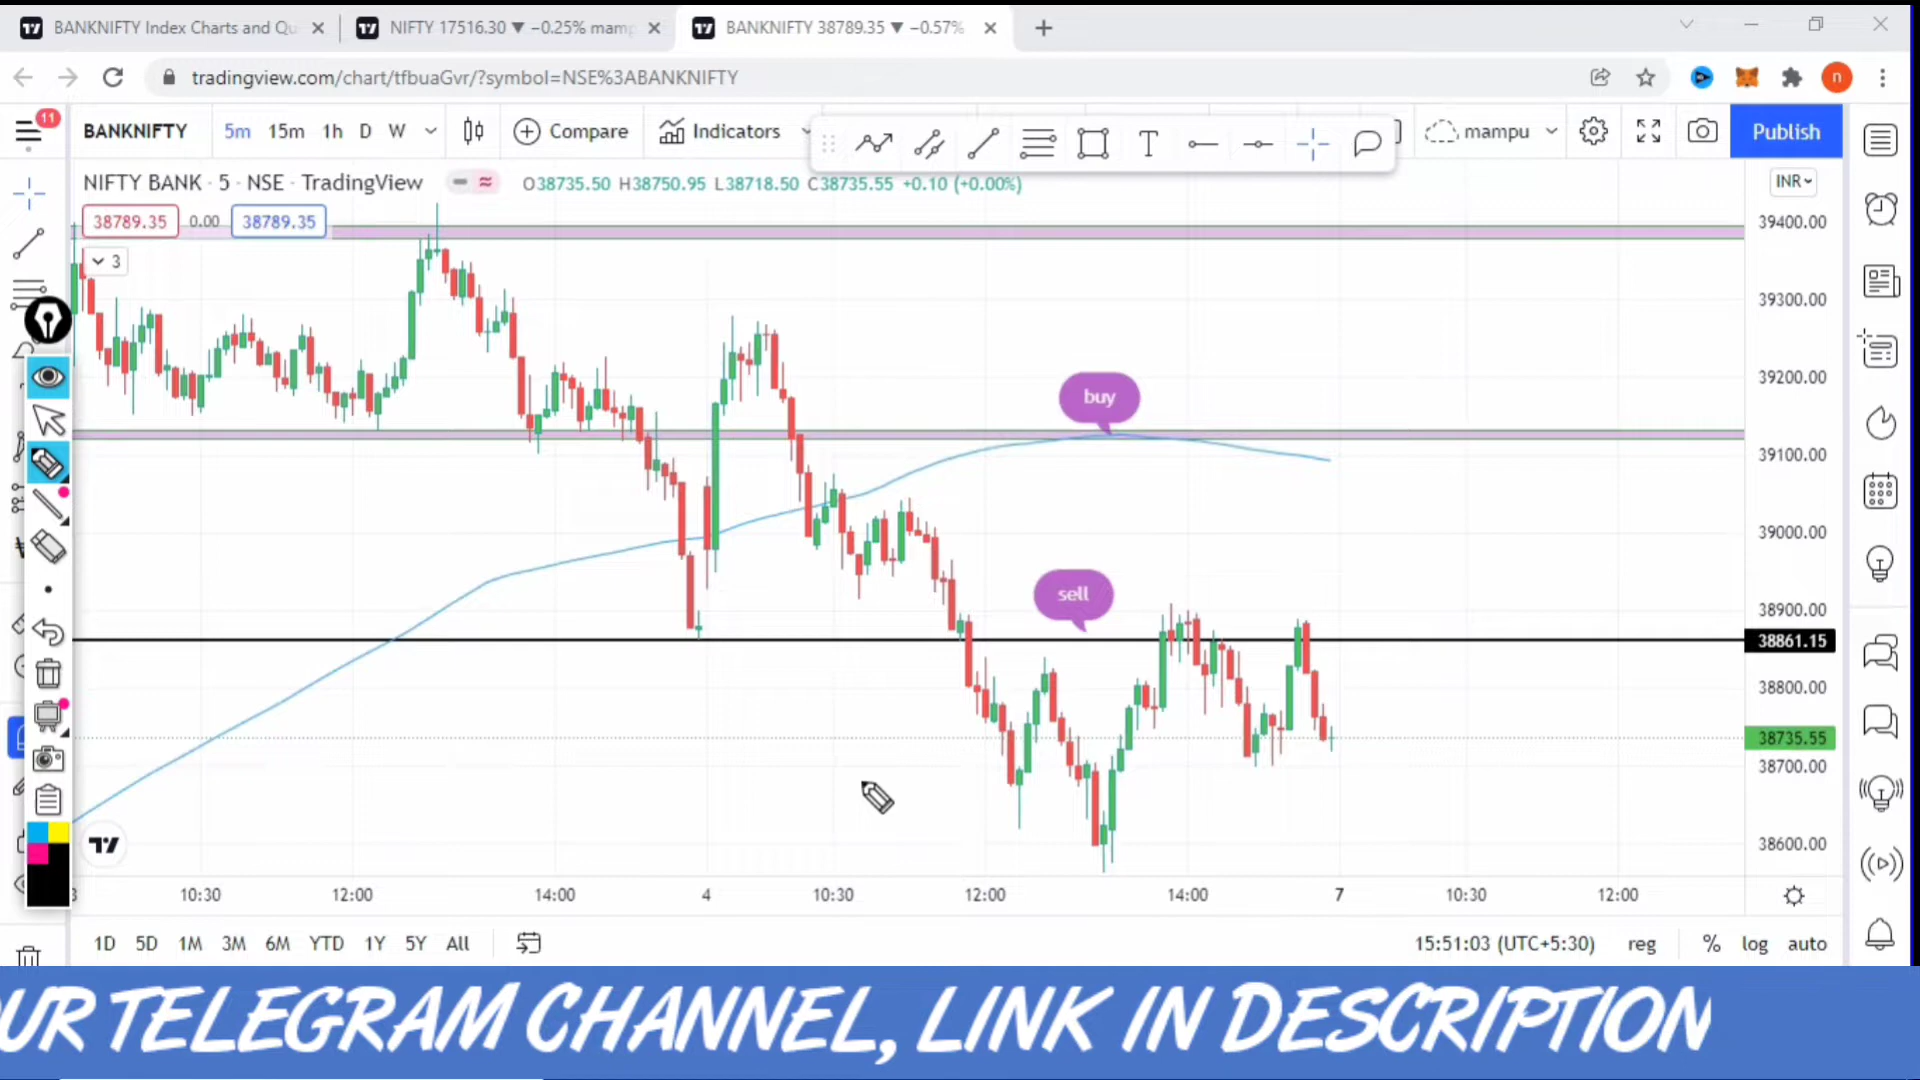 BANKNIFTY Index Charts and Qu
NIFTY 17516.30 ▼ −0.25% mamp
BANKNIFTY 38789.35 ▼ −0.57%
tradingview.com/chart/tfbuaGvr/?symbol=NSE%3ABANKNIFTY
n
11
BANKNIFTY
5m 15m 1h D W
Compare
Indicators
T
mampu
Publish
NIFTY BANK · 5 · NSE · TradingView
O38735.50 H38750.95 L38718.50 C38735.55 +0.10 (+0.00%)
INR
38789.35 0.00 38789.35
3
39400.00
39300.00
39200.00
buy
39100.00
39000.00
sell
38900.00
38861.15
38800.00
38735.55
38700.00
38600.00
3 10:30 12:00 14:00 4 10:30 12:00 14:00 7 10:30 12:00
1D 5D 1M 3M 6M YTD 1Y 5Y All
15:51:03 (UTC+5:30) reg % log auto
UR TELEGRAM CHANNEL, LINK IN DESCRIPTION